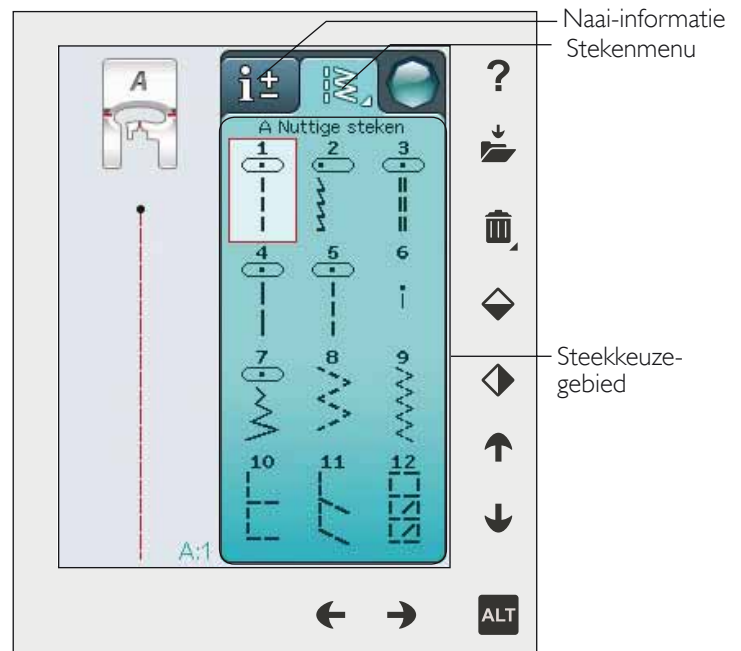 Naai-informatie
Stekenmenu
A
i±
?
A Nuttige steken
1 2 3
4 5 6
7 8 9
Steekkeuze-
gebied
10 11 12
A:1
ALT